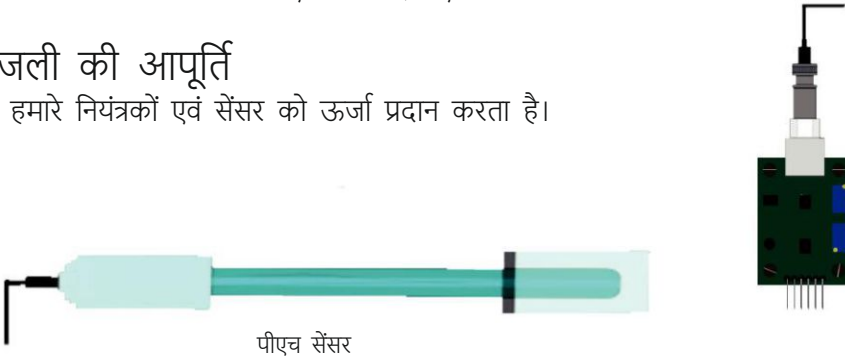 जली की आपूर्ति
हमारे नियंत्रकों एवं सेंसर को ऊर्जा प्रदान करता है।
पीएच सेंसर